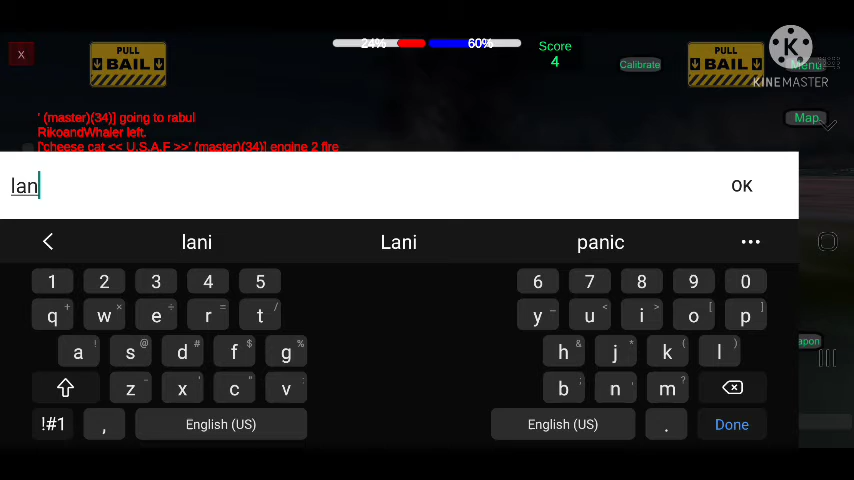 x
PULL
BAIL
24%
60%
Score
4
Calibrate
PULL
BAIL
K
Menu
KINEMASTER
Map
' (master)(34)] going to rabul
RikoandWhaler left.
['cheese cat << U.S.A.F >>' (master)(34)] engine 2 fire
lan
OK
lani Lani panic
1 2 3 4 5 6 7 8 9 0
q + w × e ÷ r = t / y _ u < i > o [ p ]
a ! s @ d # f $ g % h & j * k ( l )
z - x ' c " v : b ; n , m ?
!#1 , English (US) English (US) . Done
apon